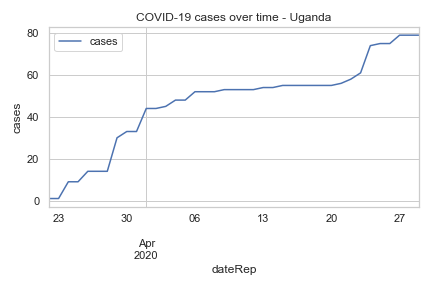 COVID-19 cases over time - Uganda
cases
cases
80
60
40
20
0
23 30 06 13 20 27
Apr
2020
dateRep